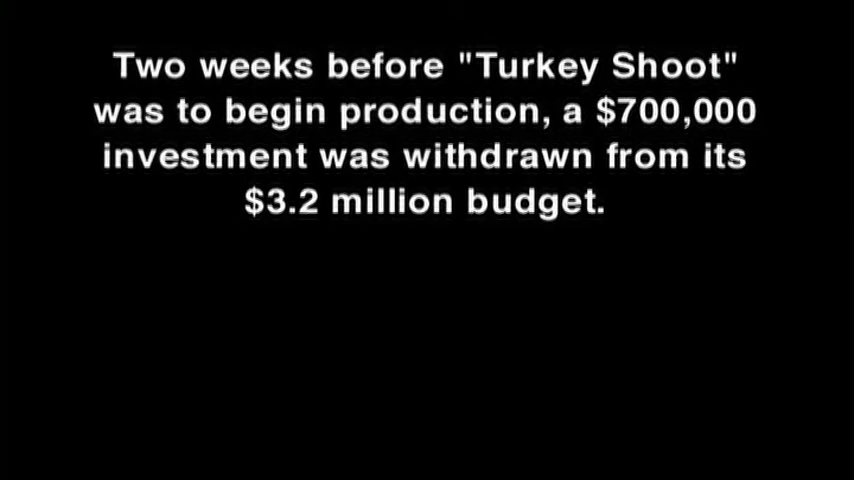 Two weeks before "Turkey Shoot"
was to begin production, a $700,000
investment was withdrawn from its
$3.2 million budget.